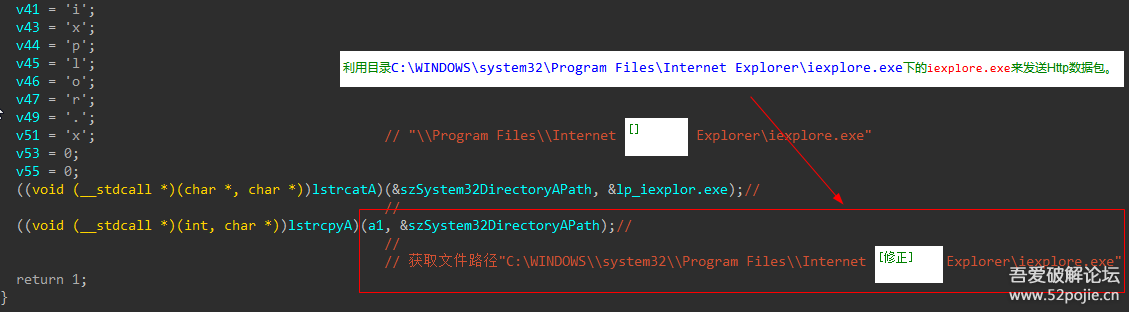 v41 = 'i';
v43 = 'x';
v44 = 'p';
v45 = 'l';
v46 = 'o';
v47 = 'r';
v49 = '.';
v51 = 'x'; // "\\Program Files\\Internet [] Explorer\iexplore.exe"
v53 = 0;
v55 = 0;
利用目录C:\WINDOWS\system32\Program Files\Internet Explorer\iexplore.exe下的iexplore.exe来发送Http数据包。
((void (__stdcall *)(char *, char *))lstrcatA)(&szSystem32DirectoryAPath, &lp_iexplor.exe);//
//
((void (__stdcall *)(int, char *))lstrcpyA)(a1, &szSystem32DirectoryAPath);//
//
// 获取文件路径"C:\WINDOWS\\system32\\Program Files\\Internet [修正] Explorer\iexplore.exe"
return 1;
}
吾爱破解论坛
www.52pojie.cn